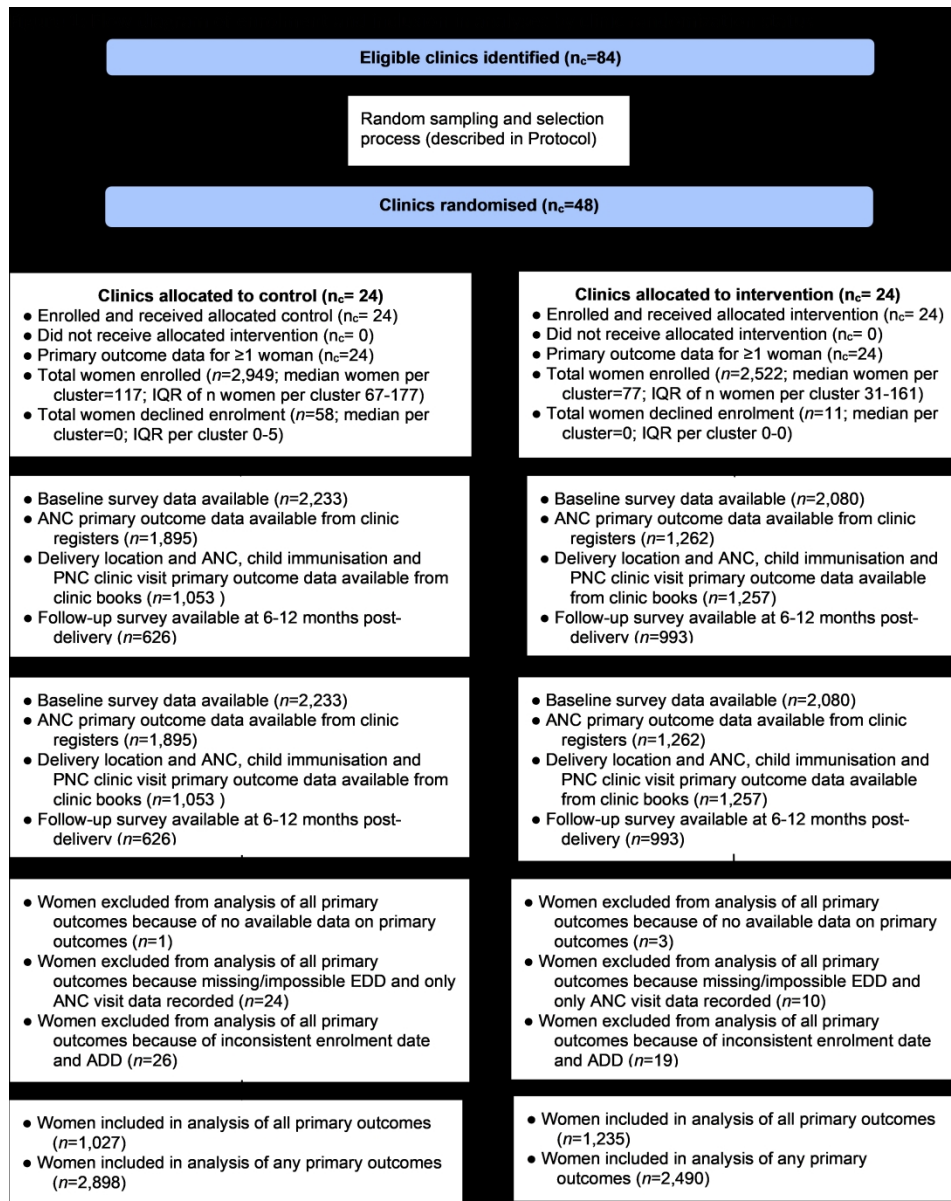 Eligible clinics identified (nc=84)
Random sampling and selection
process (described in Protocol)
Clinics randomised (nc=48)
Clinics allocated to control (nc= 24)
● Enrolled and received allocated control (nc= 24)
● Did not receive allocated intervention (nc= 0)
● Primary outcome data for ≥1 woman (nc=24)
● Total women enrolled (n=2,949; median women per
cluster=117; IQR of n women per cluster 67-177)
● Total women declined enrolment (n=58; median per
cluster=0; IQR per cluster 0-5)
Clinics allocated to intervention (nc= 24)
● Enrolled and received allocated intervention (nc= 24)
● Did not receive allocated intervention (nc= 0)
● Primary outcome data for ≥1 woman (nc=24)
● Total women enrolled (n=2,522; median women per
cluster=77; IQR of n women per cluster 31-161)
● Total women declined enrolment (n=11; median per
cluster=0; IQR per cluster 0-0)
● Baseline survey data available (n=2,233)
● ANC primary outcome data available from clinic
registers (n=1,895)
● Delivery location and ANC, child immunisation and
PNC clinic visit primary outcome data available from
clinic books (n=1,053 )
● Follow-up survey available at 6-12 months post-
delivery (n=626)
● Baseline survey data available (n=2,080)
● ANC primary outcome data available from clinic
registers (n=1,262)
● Delivery location and ANC, child immunisation and
PNC clinic visit primary outcome data available
from clinic books (n=1,257)
● Follow-up survey available at 6-12 months post-
delivery (n=993)
● Baseline survey data available (n=2,233)
● ANC primary outcome data available from clinic
registers (n=1,895)
● Delivery location and ANC, child immunisation and
PNC clinic visit primary outcome data available from
clinic books (n=1,053 )
● Follow-up survey available at 6-12 months post-
delivery (n=626)
● Baseline survey data available (n=2,080)
● ANC primary outcome data available from clinic
registers (n=1,262)
● Delivery location and ANC, child immunisation and
PNC clinic visit primary outcome data available
from clinic books (n=1,257)
● Follow-up survey available at 6-12 months post-
delivery (n=993)
● Women excluded from analysis of all primary
outcomes because of no available data on primary
outcomes (n=1)
● Women excluded from analysis of all primary
outcomes because missing/impossible EDD and only
ANC visit data recorded (n=24)
● Women excluded from analysis of all primary
outcomes because of inconsistent enrolment date
and ADD (n=26)
● Women excluded from analysis of all primary
outcomes because of no available data on primary
outcomes (n=3)
● Women excluded from analysis of all primary
outcomes because missing/impossible EDD and
only ANC visit data recorded (n=10)
● Women excluded from analysis of all primary
outcomes because of inconsistent enrolment date
and ADD (n=19)
● Women included in analysis of all primary outcomes
(n=1,027)
● Women included in analysis of any primary outcomes
(n=2,898)
● Women included in analysis of all primary outcomes
(n=1,235)
● Women included in analysis of any primary
outcomes (n=2,490)